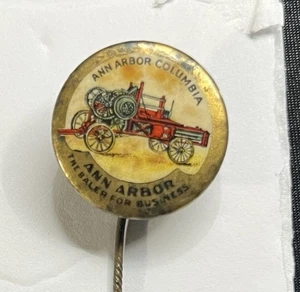 ANN ARBOR COLUMBIA
ANN ARBOR
THE BALER FOR BUSINESS